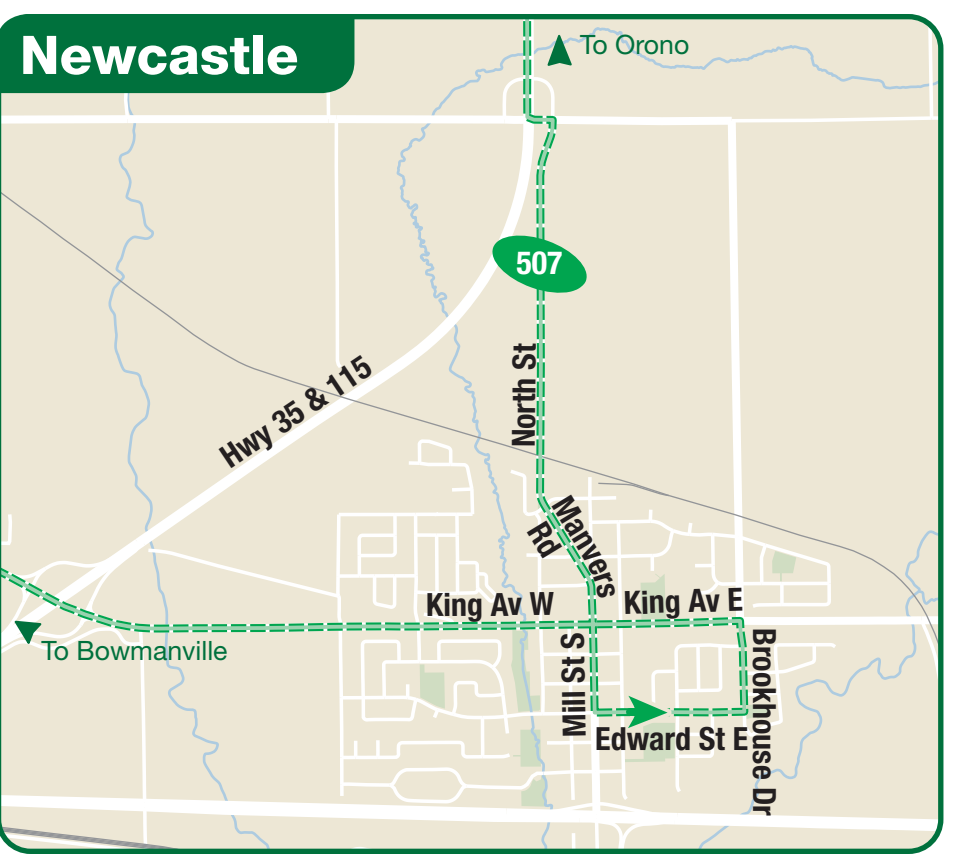 Newcastle
To Orono
507
North St
Hwy 35 & 115
Manvers
Rd
King Av W
King Av E
To Bowmanville
Mill St S
Brookhouse Dr
Edward St E